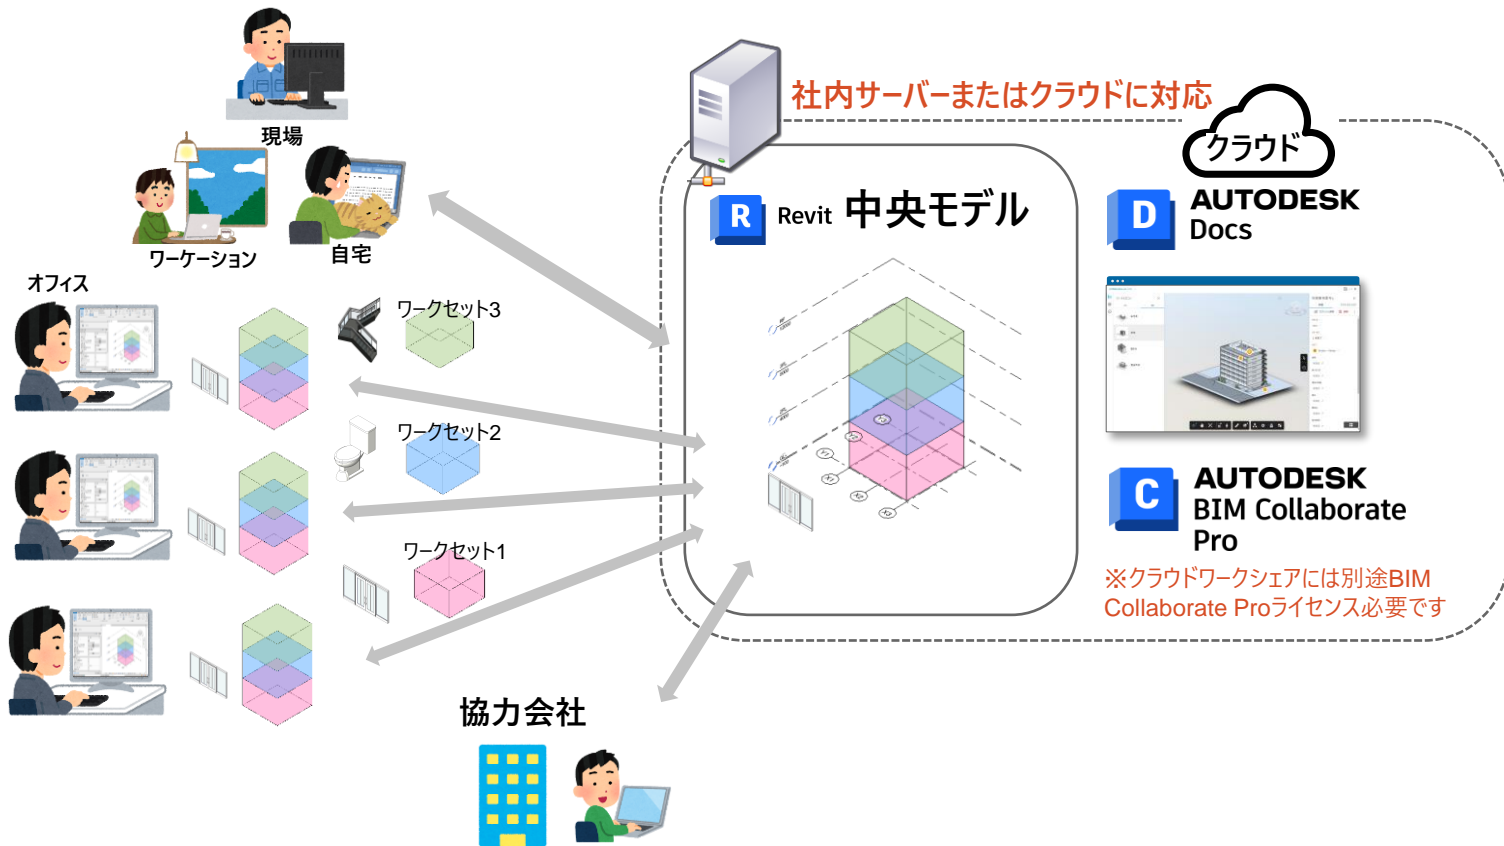 現場
ワーケーション
自宅
オフィス
ワークセット3
ワークセット2
ワークセット1
協力会社
社内サーバーまたはクラウドに対応
クラウド
R Revit 中央モデル
X1
X2
X3
Y1
D AUTODESK
Docs
C AUTODESK
BIM Collaborate
Pro
※クラウドワークシェアには別途BIM
Collaborate Proライセンス必要です